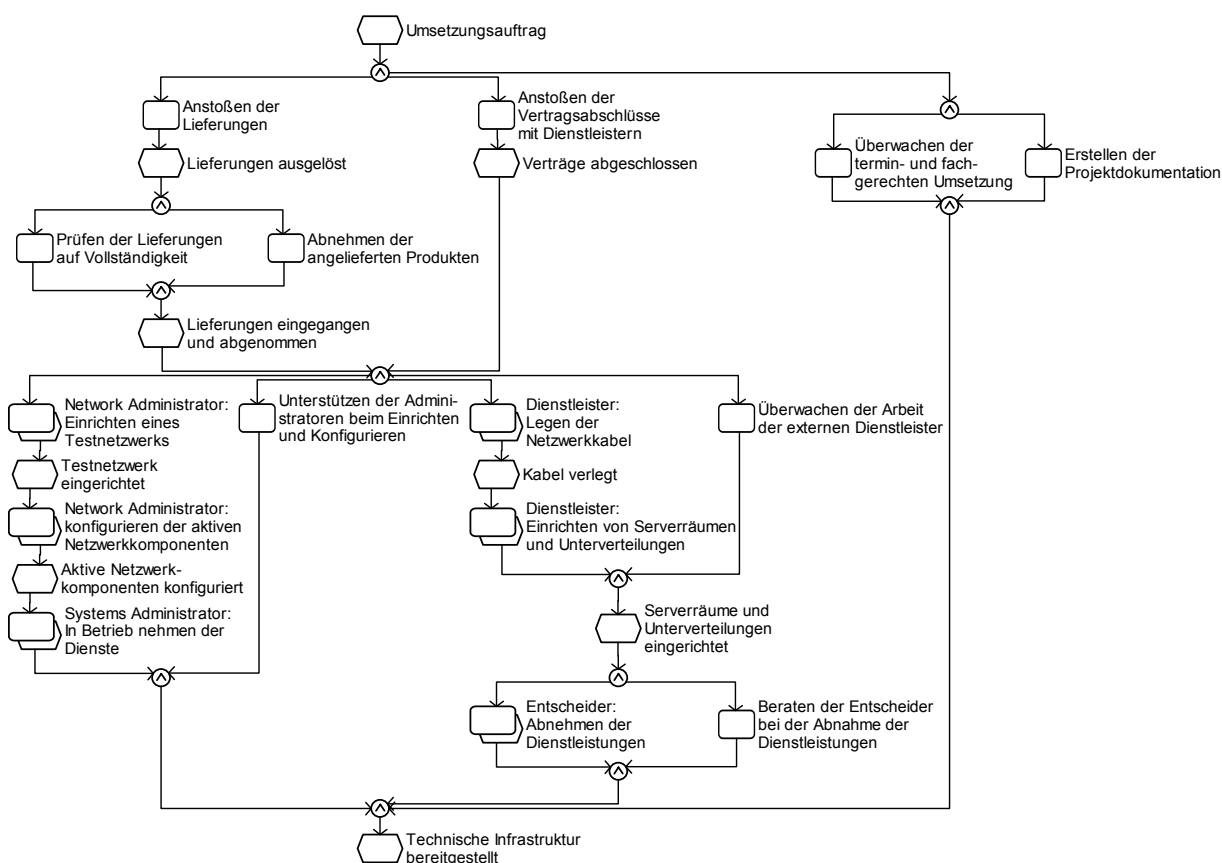 Umsetzungsauftrag
Anstoßen der
Lieferungen
Anstoßen der
Vertragsabschlüsse
mit Dienstleistern
Lieferungen ausgelöst
Verträge abgeschlossen
Überwachen der
termin- und fach-
gerechten Umsetzung
Erstellen der
Projektdokumentation
Prüfen der Lieferungen
auf Vollständigkeit
Abnehmen der
angelieferten Produkten
Lieferungen eingegangen
und abgenommen
Network Administrator:
Einrichten eines
Testnetzwerks
Unterstützen der Admini-
stratoren beim Einrichten
und Konfigurieren
Dienstleister:
Legen der
Netzwerkkabel
Überwachen der Arbeit
der externen Dienstleister
Testnetzwerk
eingerichtet
Kabel verlegt
Network Administrator:
konfigurieren der aktiven
Netzwerkkomponenten
Dienstleister:
Einrichten von Serverräumen
und Unterverteilungen
Aktive Netzwerk-
komponenten konfiguriert
Systems Administrator:
In Betrieb nehmen der
Dienste
Serverräume und
Unterverteilungen
eingerichtet
Entscheider:
Abnehmen der
Dienstleistungen
Beraten der Entscheider
bei der Abnahme der
Dienstleistungen
Technische Infrastruktur
bereitgestellt